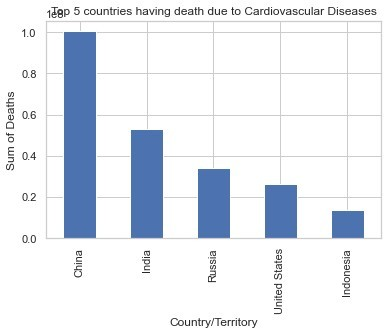 Top 5 countries having death due to Cardiovascular Diseases
1e8
1.0
0.8
0.6
0.4
0.2
0.0
Sum of Deaths
China
India
Russia
United States
Indonesia
Country/Territory